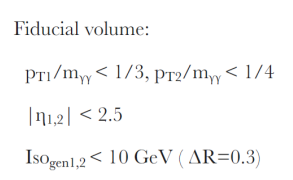 Fiducial volume:
pT1/mγγ < 1/3, pT2/mγγ < 1/4
|η1,2| < 2.5
Isogen1,2 < 10 GeV ( ΔR=0.3)